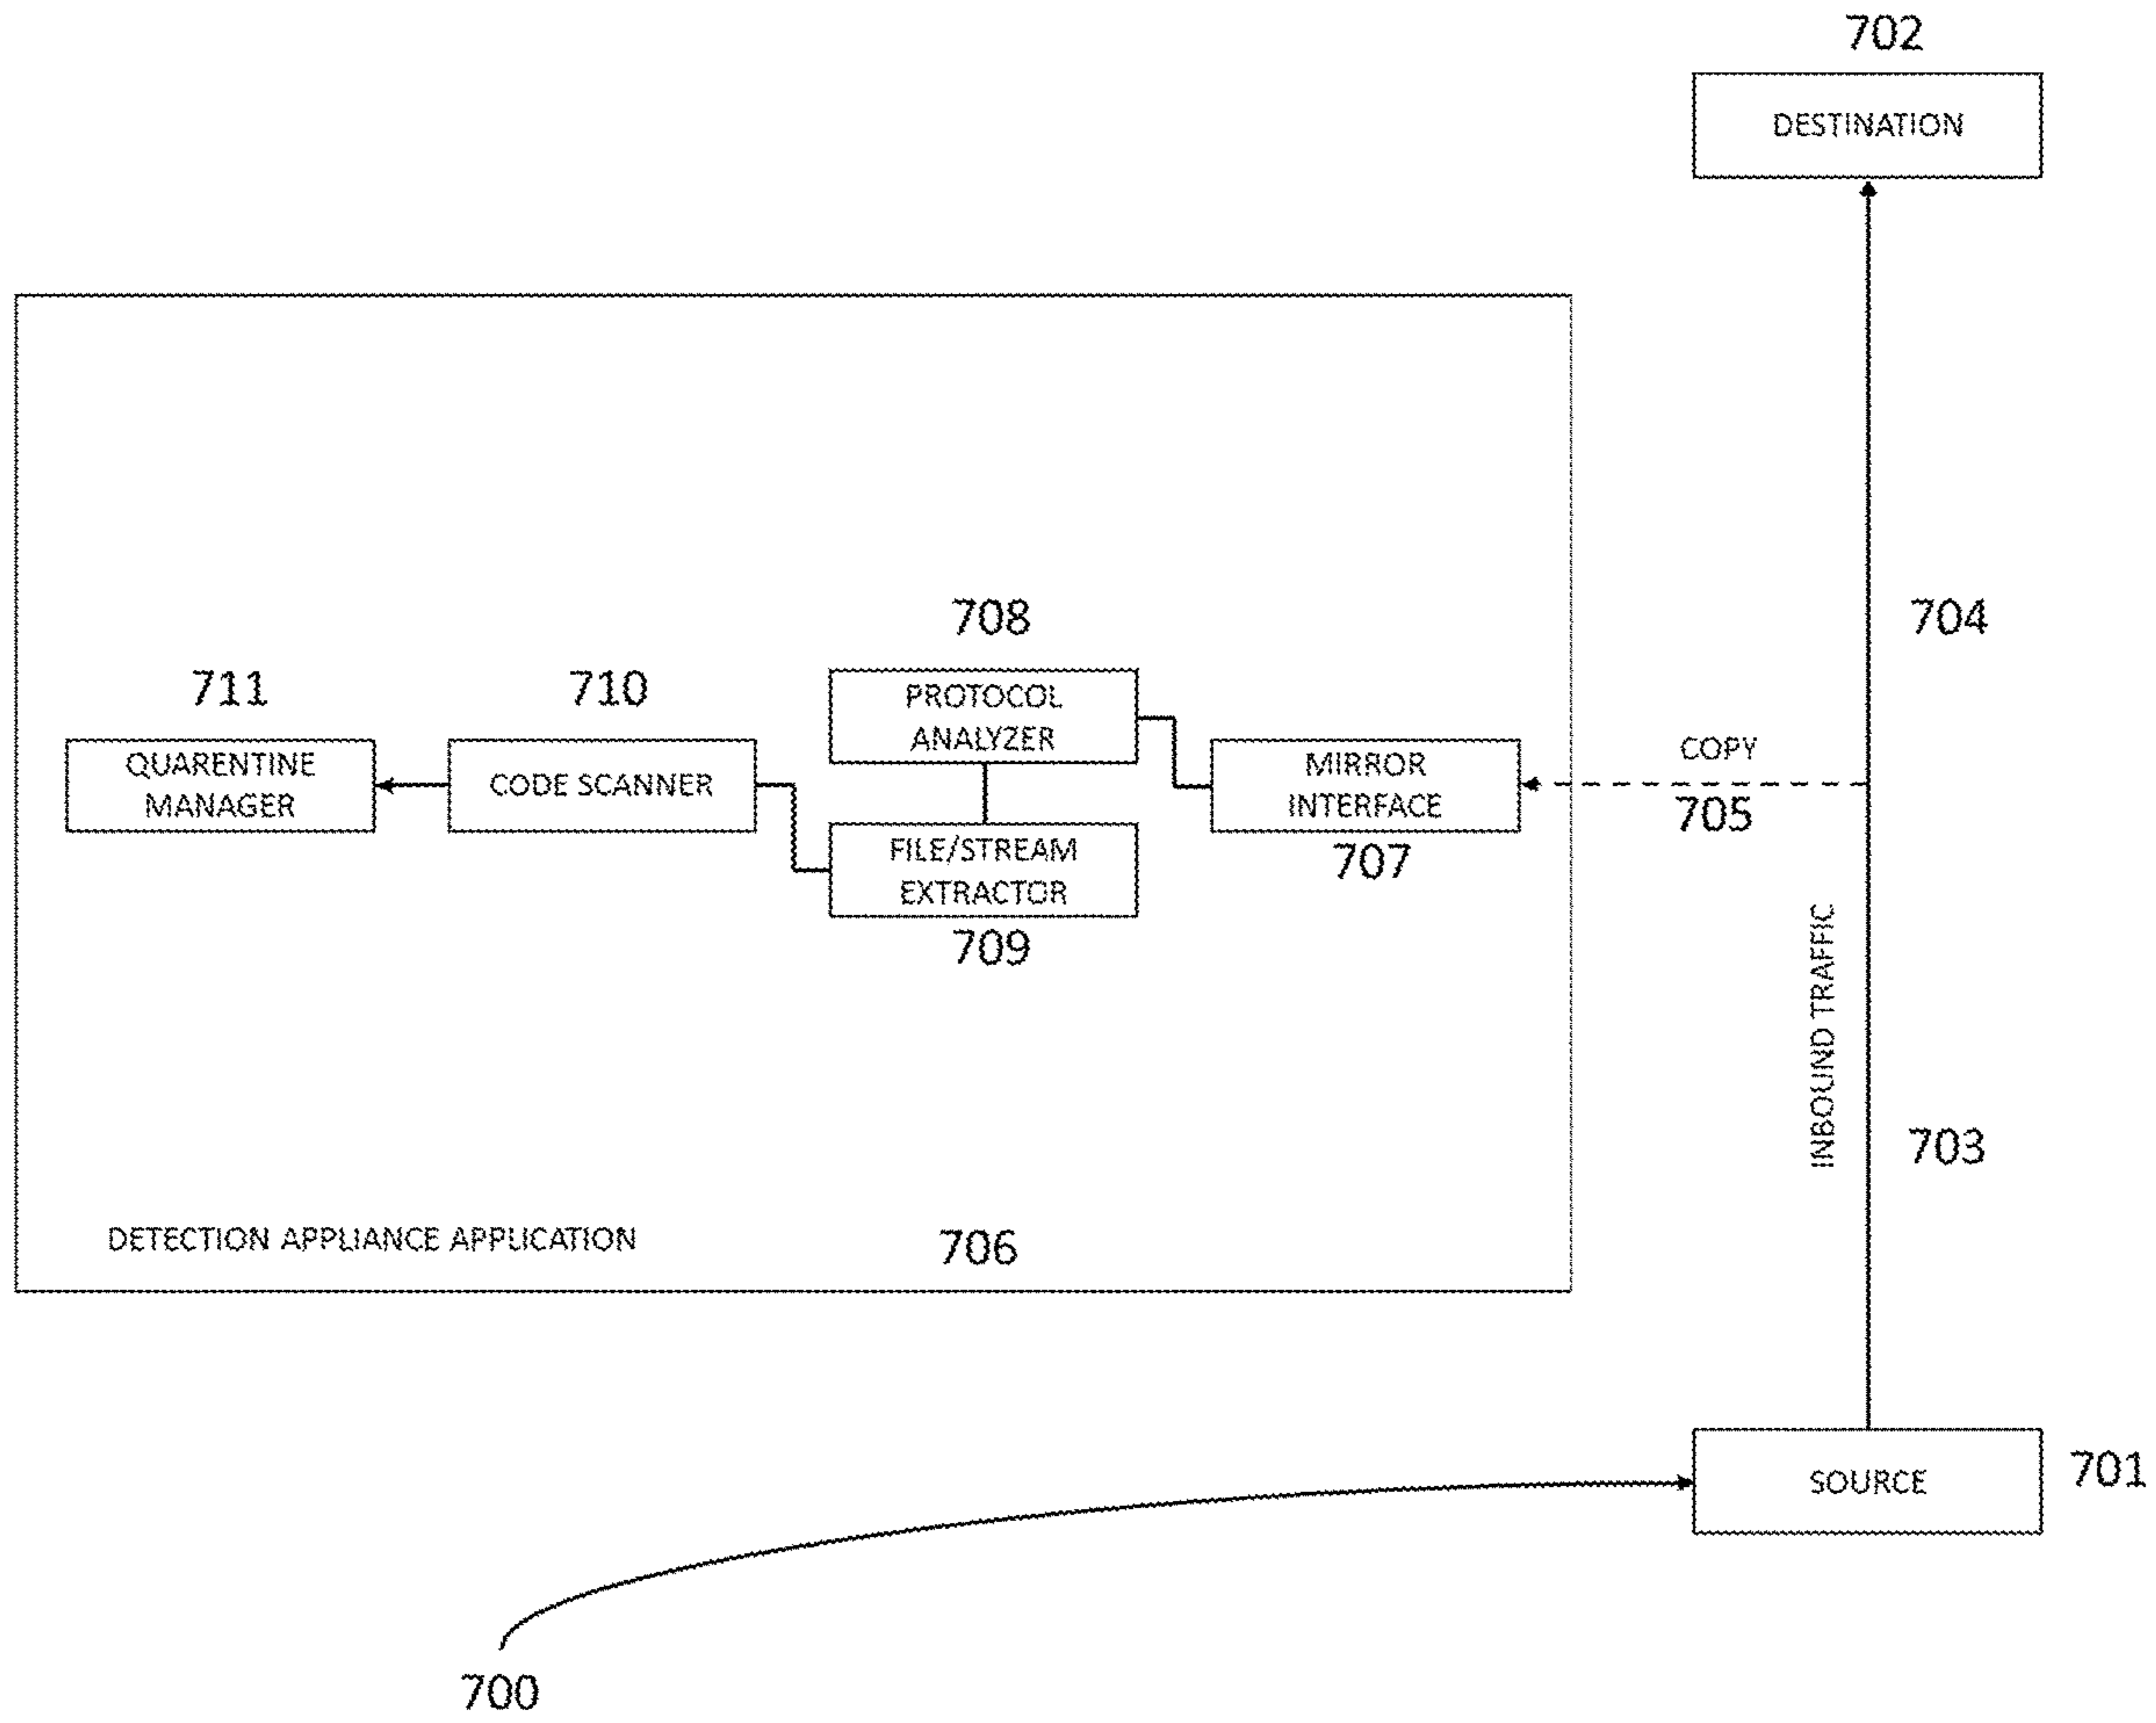 702
DESTINATION
704
708
PROTOCOL
ANALYZER
711
QUARENTINE
MANAGER
710
CODE SCANNER
MIRROR
INTERFACE
707
COPY
705
FILE/STREAM
EXTRACTOR
709
INBOUND TRAFFIC
703
DETECTION APPLIANCE APPLICATION
706
SOURCE
701
700